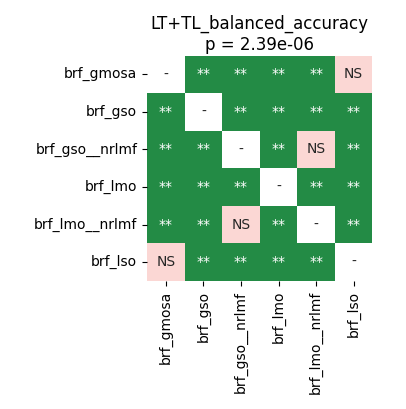 LT+TL_balanced_accuracy
p = 2.39e-06
brf_gmosa - ** ** ** ** NS
brf_gso ** - ** ** ** **
brf_gso__nrlmf ** ** - ** NS **
brf_lmo ** ** ** - ** **
brf_lmo__nrlmf ** ** NS ** - **
brf_lso NS ** ** ** ** -
brf_gmosa
brf_gso
brf_gso__nrlmf
brf_lmo
brf_lmo__nrlmf
brf_lso